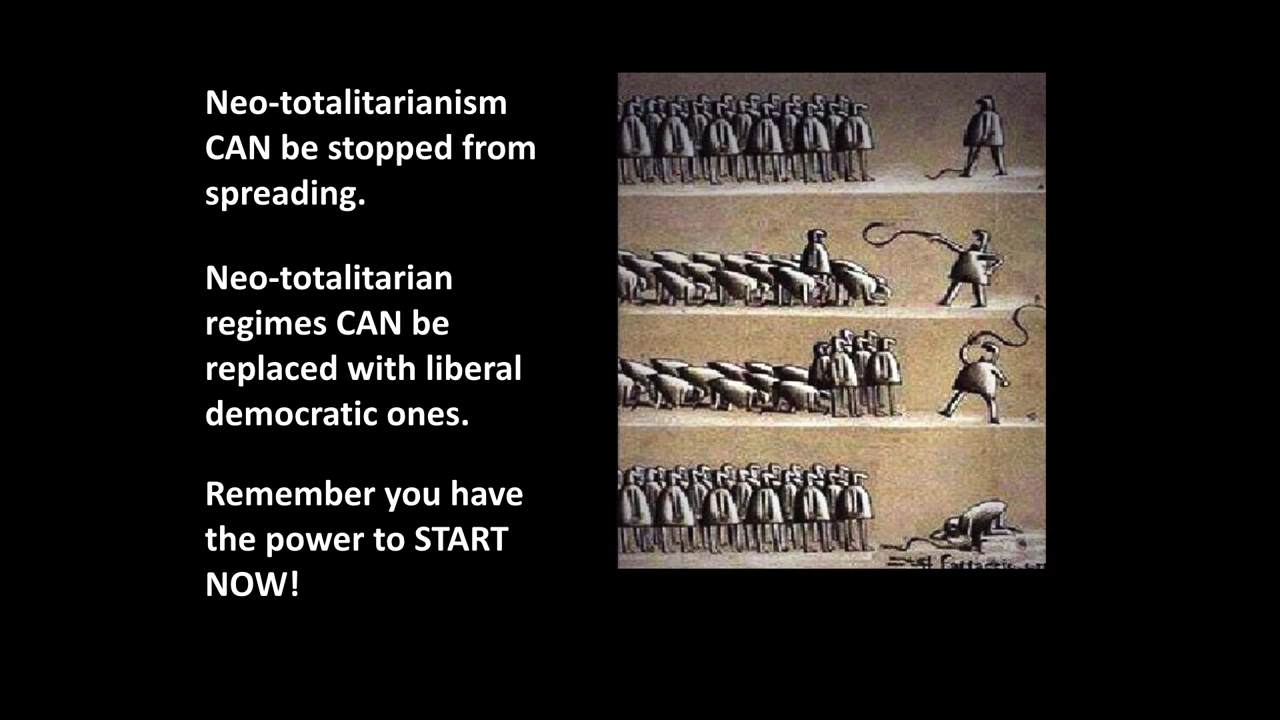 Neo-totalitarianism
CAN be stopped from
spreading.
Neo-totalitarian
regimes CAN be
replaced with liberal
democratic ones.
Remember you have
the power to START
NOW!